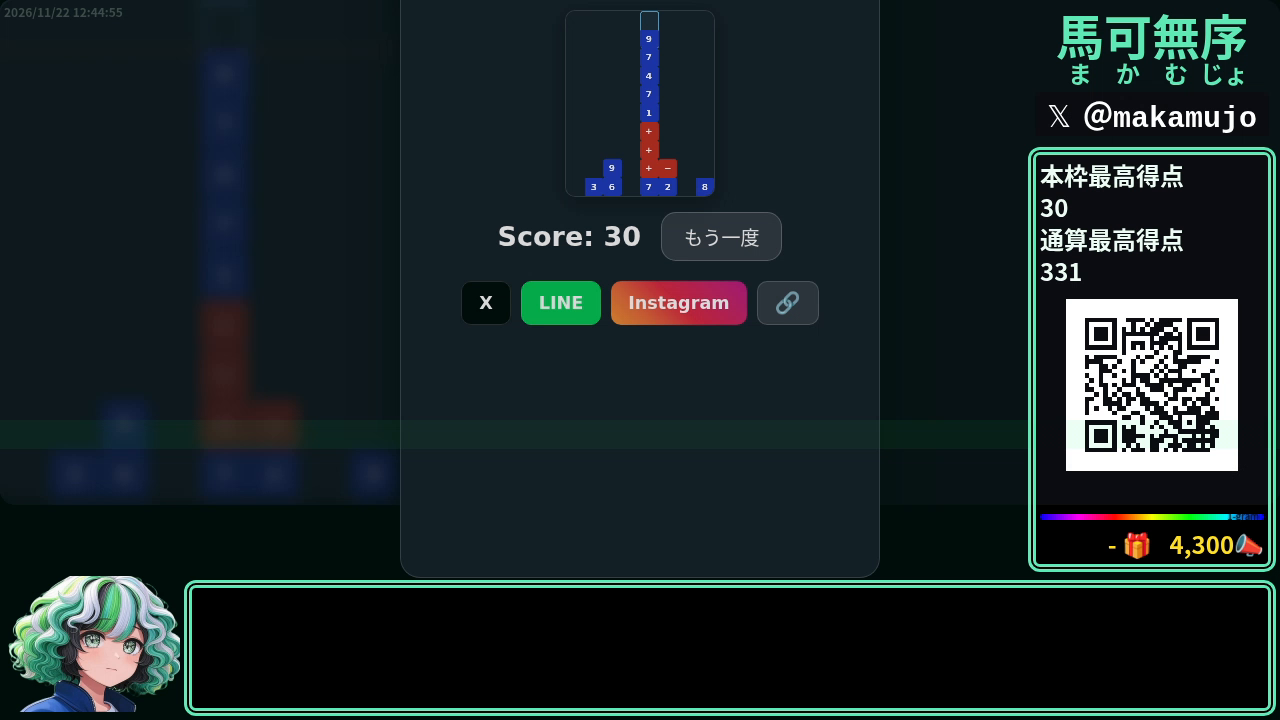 2026/11/22 12:44:55
9
7
4
7
1
+
+
9 + −
3 6 7 2 8
Score: 30 もう一度
X LINE Instagram 🔗
馬可無序
ま か む じょ
𝕏 @makamujo
本枠最高得点
30
通算最高得点
331
- 🎁 4,300📣